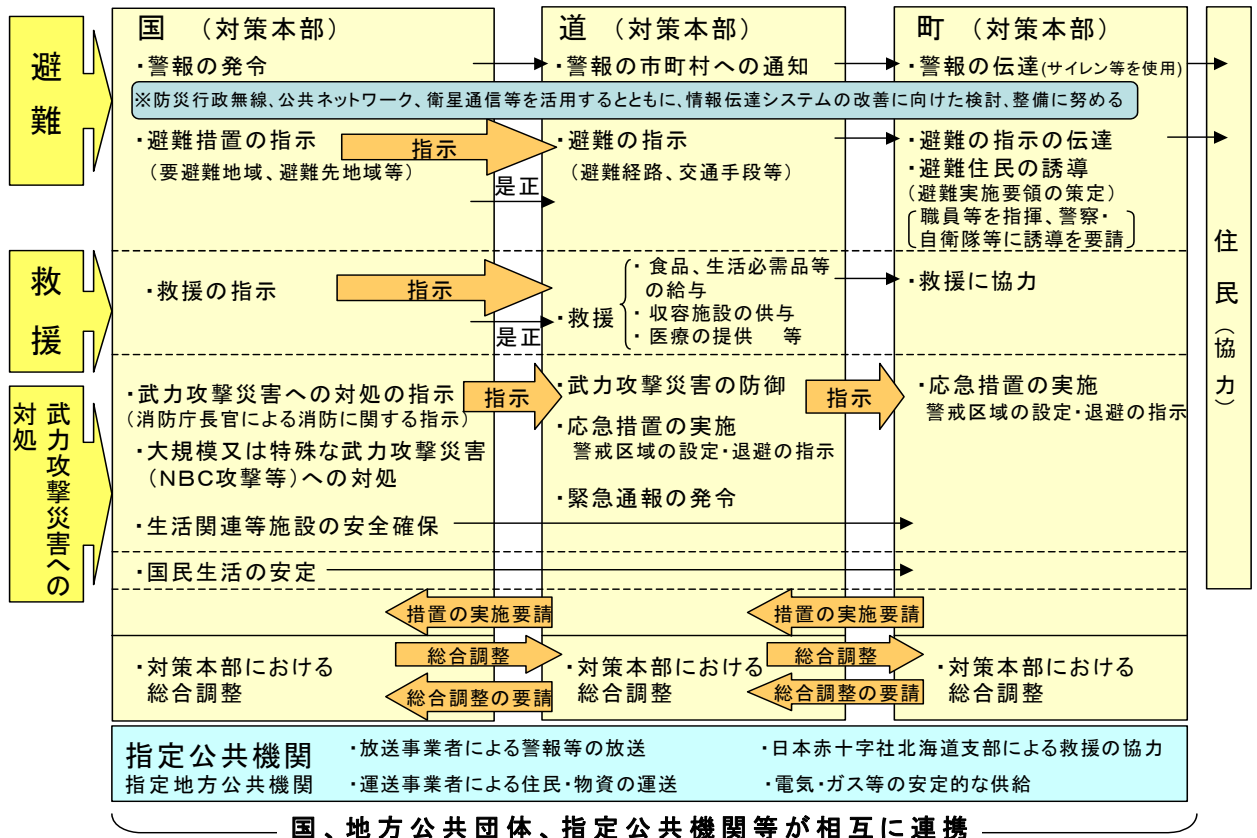 避難
国　（対策本部）
・警報の発令
・避難措置の指示
（要避難地域、避難先地域等）
指示
是正
道　（対策本部）
・警報の市町村への通知
・避難の指示
（避難経路、交通手段等）
町　（対策本部）
・警報の伝達(サイレン等を使用)
・避難の指示の伝達
・避難住民の誘導
（避難実施要領の策定）
職員等を指揮、警察・
自衛隊等に誘導を要請
※防災行政無線、公共ネットワーク、衛星通信等を活用するとともに、情報伝達システムの改善に向けた検討、整備に努める
救援
・救援の指示
指示
是正
・救援
・食品、生活必需品等
の給与
・収容施設の供与
・医療の提供　等
・救援に協力
武力攻撃災害への
対処
・武力攻撃災害への対処の指示
（消防庁長官による消防に関する指示）
・大規模又は特殊な武力攻撃災害
（ＮＢＣ攻撃等）への対処
・生活関連等施設の安全確保
・国民生活の安定
指示
・武力攻撃災害の防御
・応急措置の実施
警戒区域の設定・退避の指示
・緊急通報の発令
指示
・応急措置の実施
警戒区域の設定・退避の指示
措置の実施要請
措置の実施要請
・対策本部における
総合調整
総合調整
総合調整の要請
・対策本部における
総合調整
総合調整
総合調整の要請
・対策本部における
総合調整
住民（協力）
指定公共機関
指定地方公共機関
・放送事業者による警報等の放送
・運送事業者による住民・物資の運送
・日本赤十字社北海道支部による救援の協力
・電気・ガス等の安定的な供給
国、地方公共団体、指定公共機関等が相互に連携